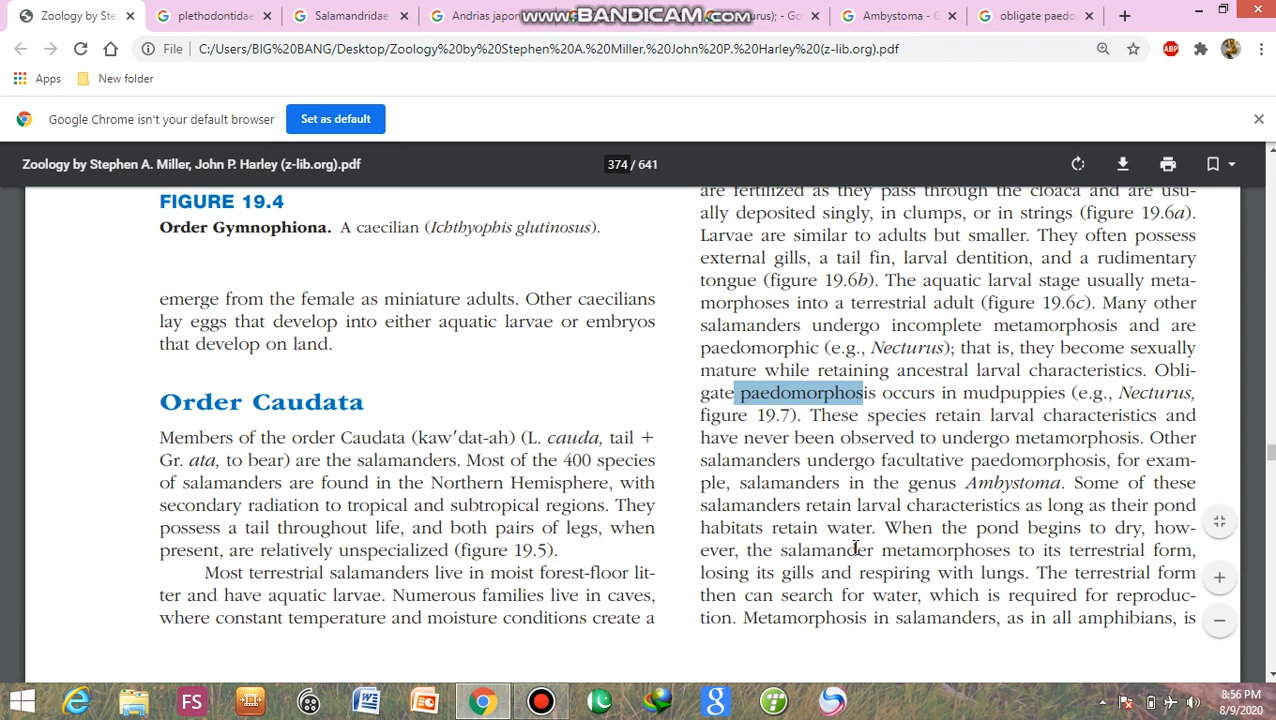 Zoology by Stephen A. Miller, Jo
plethodontidae
Salamandridae
Andrias japon
www.BANDICAM.com
urus); - Go
Ambystoma - G
obligate paedo
File
C:/Users/BIG%20BANG/Desktop/Zoology%20by%20Stephen%20A.%20Miller,%20John%20P.%20Harley%20(z-lib.org).pdf
ABP
Apps
New folder
Google Chrome isn't your default browser
Set as default
Zoology by Stephen A. Miller, John P. Harley (z-lib.org).pdf
374 / 641
FIGURE 19.4
Order Gymnophiona. A caecilian (Ichthyophis glutinosus).
emerge from the female as miniature adults. Other caecilians
lay eggs that develop into either aquatic larvae or embryos
that develop on land.
Order Caudata
Members of the order Caudata (kaw′dat-ah) (L. cauda, tail +
Gr. ata, to bear) are the salamanders. Most of the 400 species
of salamanders are found in the Northern Hemisphere, with
secondary radiation to tropical and subtropical regions. They
possess a tail throughout life, and both pairs of legs, when
present, are relatively unspecialized (figure 19.5).
Most terrestrial salamanders live in moist forest-floor lit-
ter and have aquatic larvae. Numerous families live in caves,
where constant temperature and moisture conditions create a
are fertilized as they pass through the cloaca and are usu-
ally deposited singly, in clumps, or in strings (figure 19.6a).
Larvae are similar to adults but smaller. They often possess
external gills, a tail fin, larval dentition, and a rudimentary
tongue (figure 19.6b). The aquatic larval stage usually meta-
morphoses into a terrestrial adult (figure 19.6c). Many other
salamanders undergo incomplete metamorphosis and are
paedomorphic (e.g., Necturus); that is, they become sexually
mature while retaining ancestral larval characteristics. Obli-
gate paedomorphosis occurs in mudpuppies (e.g., Necturus,
figure 19.7). These species retain larval characteristics and
have never been observed to undergo metamorphosis. Other
salamanders undergo facultative paedomorphosis, for exam-
ple, salamanders in the genus Ambystoma. Some of these
salamanders retain larval characteristics as long as their pond
habitats retain water. When the pond begins to dry, how-
ever, the salamander metamorphoses to its terrestrial form,
losing its gills and respiring with lungs. The terrestrial form
then can search for water, which is required for reproduc-
tion. Metamorphosis in salamanders, as in all amphibians, is
FS
8:56 PM
8/9/2020